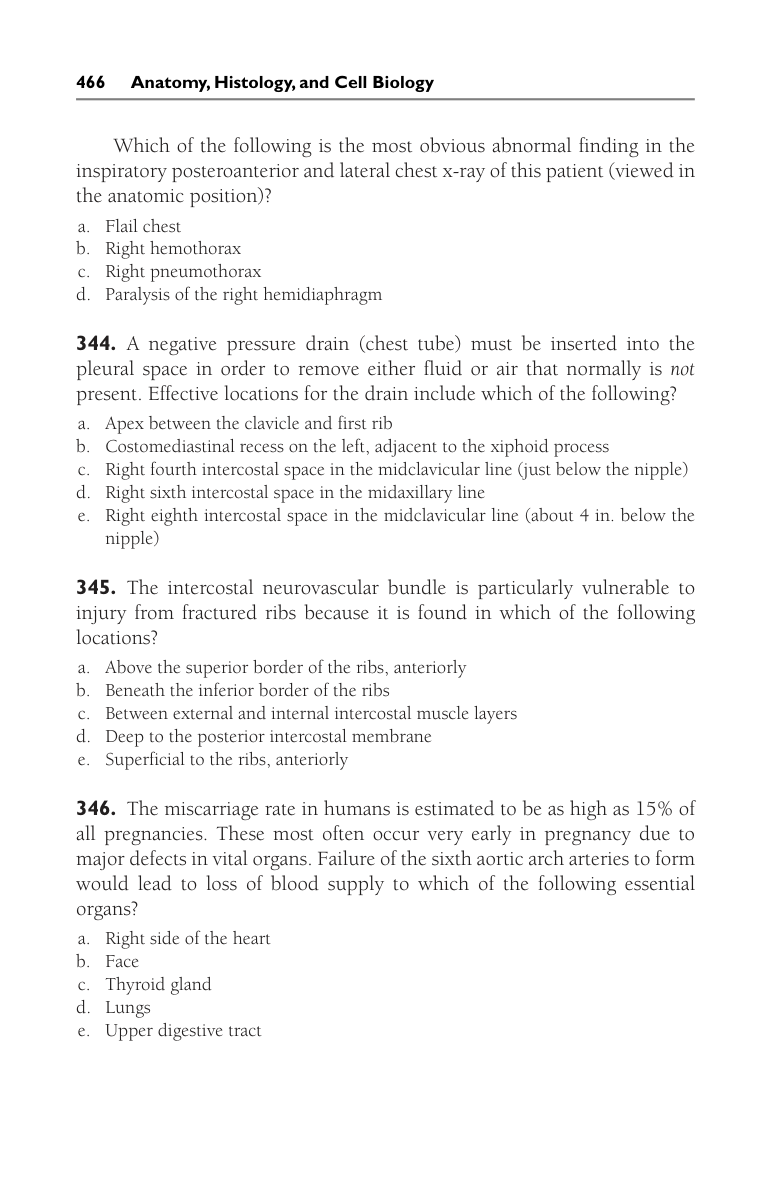 466 Anatomy, Histology, and Cell Biology
Which of the following is the most obvious abnormal finding in the
inspiratory posteroanterior and lateral chest x-ray of this patient (viewed in
the anatomic position)?
a. Flail chest
b. Right hemothorax
c. Right pneumothorax
d. Paralysis of the right hemidiaphragm
344. A negative pressure drain (chest tube) must be inserted into the
pleural space in order to remove either fluid or air that normally is not
present. Effective locations for the drain include which of the following?
a. Apex between the clavicle and first rib
b. Costomediastinal recess on the left, adjacent to the xiphoid process
c. Right fourth intercostal space in the midclavicular line (just below the nipple)
d. Right sixth intercostal space in the midaxillary line
e. Right eighth intercostal space in the midclavicular line (about 4 in. below the
nipple)
345. The intercostal neurovascular bundle is particularly vulnerable to
injury from fractured ribs because it is found in which of the following
locations?
a. Above the superior border of the ribs, anteriorly
b. Beneath the inferior border of the ribs
c. Between external and internal intercostal muscle layers
d. Deep to the posterior intercostal membrane
e. Superficial to the ribs, anteriorly
346. The miscarriage rate in humans is estimated to be as high as 15% of
all pregnancies. These most often occur very early in pregnancy due to
major defects in vital organs. Failure of the sixth aortic arch arteries to form
would lead to loss of blood supply to which of the following essential
organs?
a. Right side of the heart
b. Face
c. Thyroid gland
d. Lungs
e. Upper digestive tract